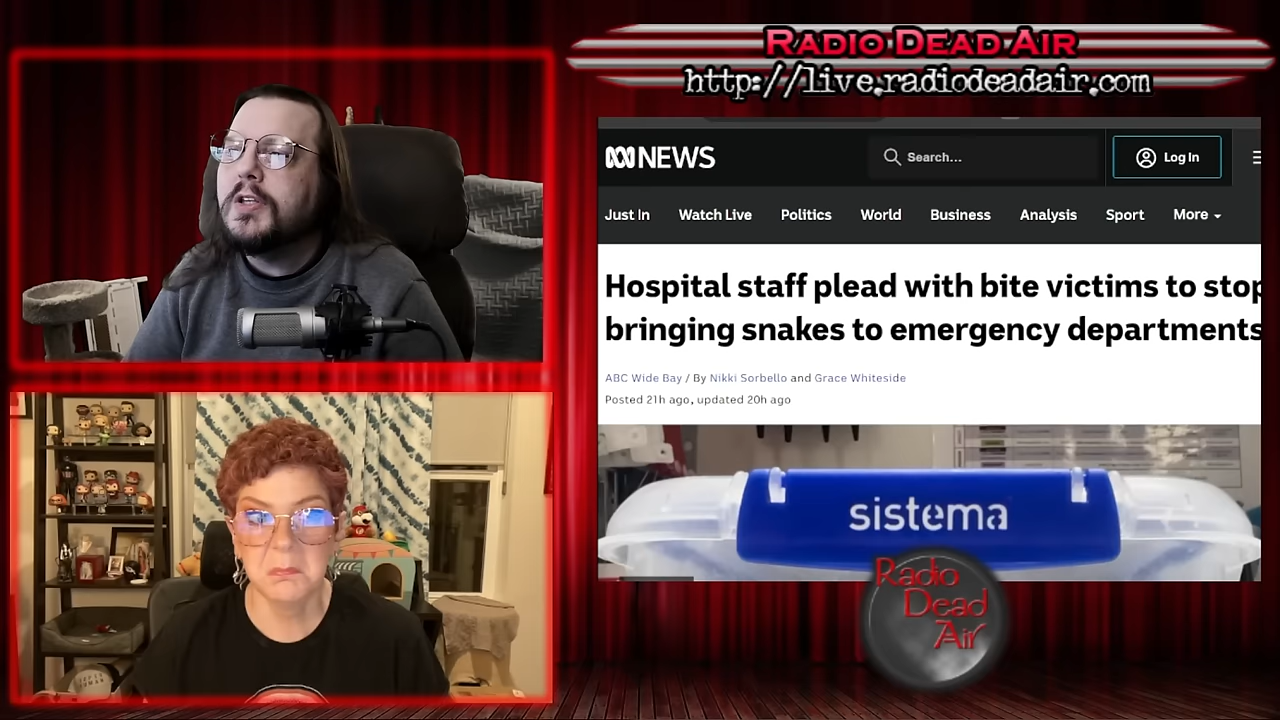 Radio Dead Air
http://live.radiodeadair.com
NEWS
Search...
Log In
Just In
Watch Live
Politics
World
Business
Analysis
Sport
More
Hospital staff plead with bite victims to stop
bringing snakes to emergency departments
ABC Wide Bay / By Nikki Sorbello and Grace Whiteside
Posted 21h ago, updated 20h ago
sistema
Radio
Dead
Air